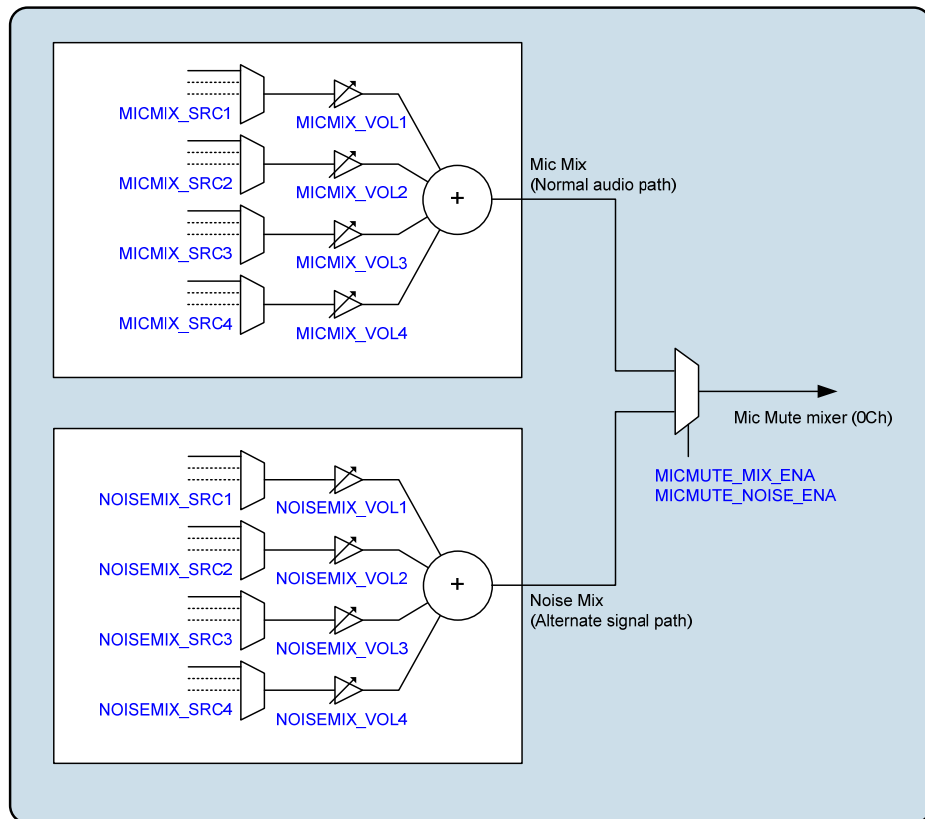 MICMIX_SRC1
MICMIX_VOL1
MICMIX_SRC2
MICMIX_VOL2
MICMIX_SRC3
MICMIX_VOL3
MICMIX_SRC4
MICMIX_VOL4
+
Mic Mix
(Normal audio path)
Mic Mute mixer (0Ch)
MICMUTE_MIX_ENA
MICMUTE_NOISE_ENA
NOISEMIX_SRC1
NOISEMIX_VOL1
NOISEMIX_SRC2
NOISEMIX_VOL2
NOISEMIX_SRC3
NOISEMIX_VOL3
NOISEMIX_SRC4
NOISEMIX_VOL4
+
Noise Mix
(Alternate signal path)